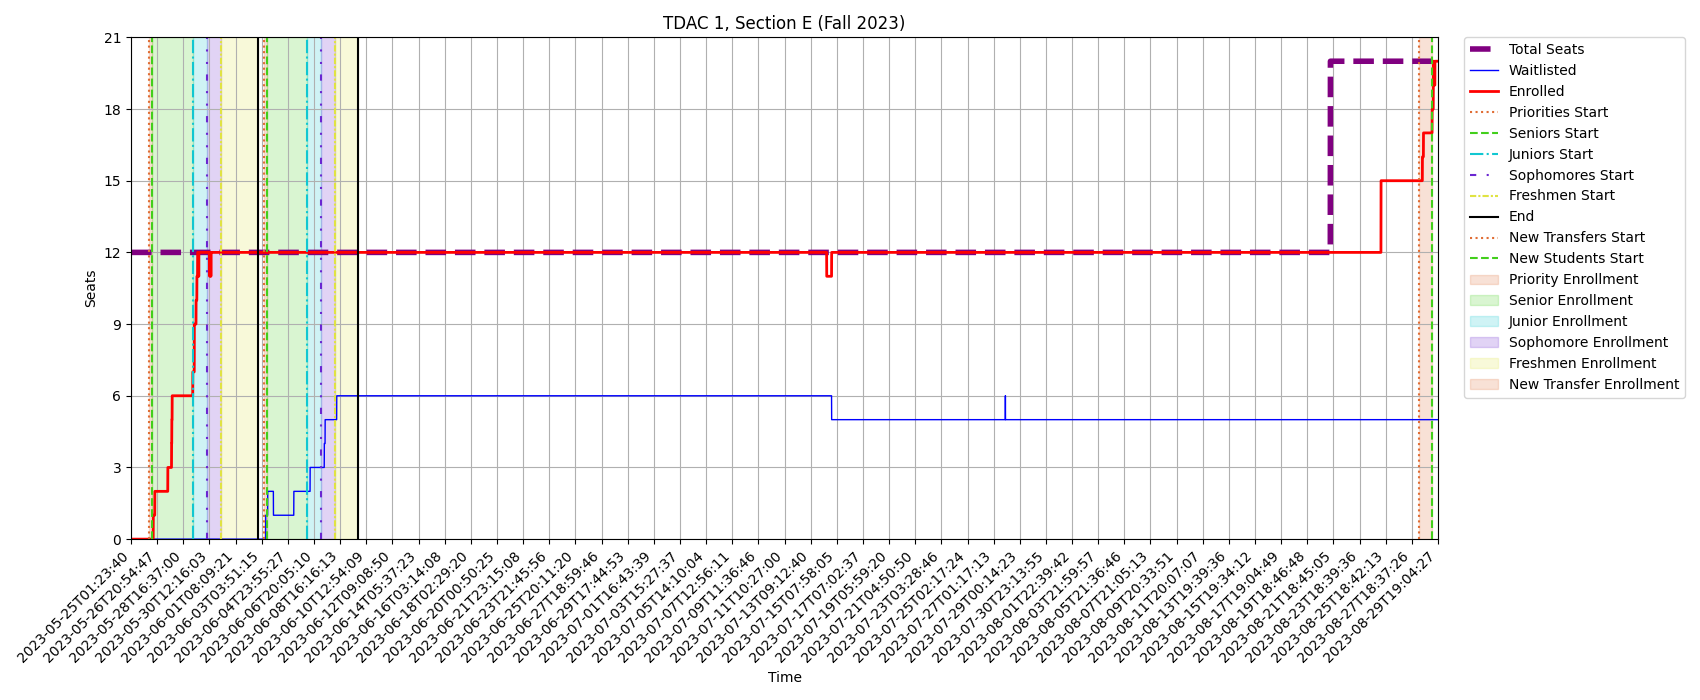 TDAC 1, Section E (Fall 2023)
Seats
21
18
15
12
9
6
3
0
2023-05-25T01:23:40
2023-05-26T20:54:47
2023-05-28T16:37:00
2023-05-30T12:16:03
2023-06-01T08:09:21
2023-06-03T03:51:15
2023-06-04T23:55:27
2023-06-06T20:05:10
2023-06-08T16:16:13
2023-06-10T12:54:09
2023-06-12T09:08:50
2023-06-14T05:37:23
2023-06-16T03:14:08
2023-06-18T02:29:20
2023-06-20T00:50:25
2023-06-21T23:15:08
2023-06-23T21:45:56
2023-06-25T20:11:20
2023-06-27T18:59:46
2023-06-29T17:44:53
2023-07-01T16:43:39
2023-07-03T15:27:37
2023-07-05T14:10:04
2023-07-07T12:56:11
2023-07-09T11:36:46
2023-07-11T10:27:00
2023-07-13T09:12:40
2023-07-15T07:58:05
2023-07-17T07:02:37
2023-07-19T05:59:20
2023-07-21T04:50:50
2023-07-23T03:28:46
2023-07-25T02:17:24
2023-07-27T01:17:13
2023-07-29T00:14:23
2023-07-30T23:13:55
2023-08-01T22:39:42
2023-08-03T21:59:57
2023-08-05T21:36:46
2023-08-07T21:05:13
2023-08-09T20:33:51
2023-08-11T20:07:07
2023-08-13T19:39:36
2023-08-15T19:34:12
2023-08-17T19:04:49
2023-08-19T18:46:48
2023-08-21T18:45:05
2023-08-23T18:39:36
2023-08-25T18:42:13
2023-08-27T18:37:26
2023-08-29T19:04:27
Time
Total Seats
Waitlisted
Enrolled
Priorities Start
Seniors Start
Juniors Start
Sophomores Start
Freshmen Start
End
New Transfers Start
New Students Start
Priority Enrollment
Senior Enrollment
Junior Enrollment
Sophomore Enrollment
Freshmen Enrollment
New Transfer Enrollment